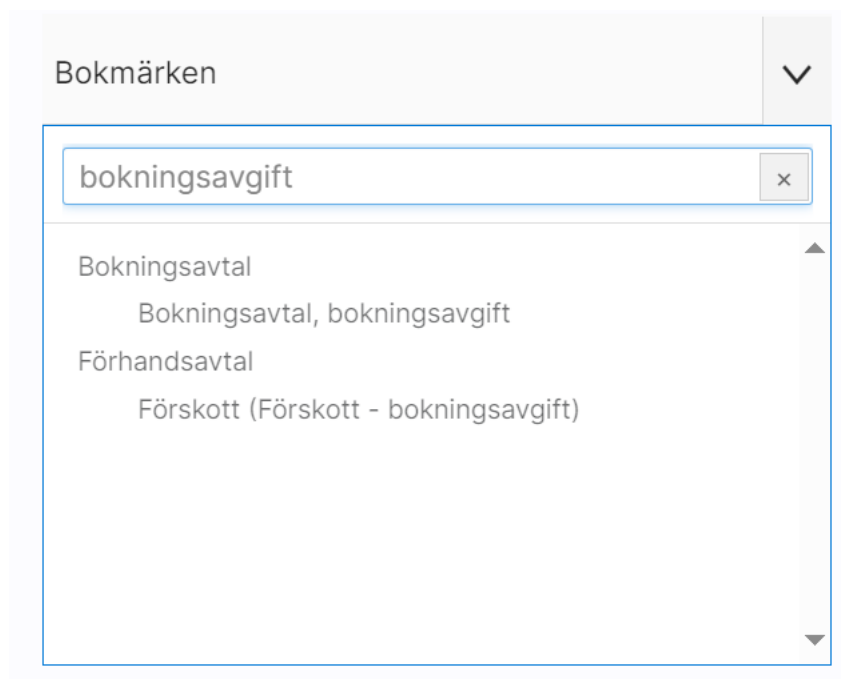 Bokmärken
bokningsavgift
×
Bokningsavtal
Bokningsavtal, bokningsavgift
Förhandsavtal
Förskott (Förskott - bokningsavgift)